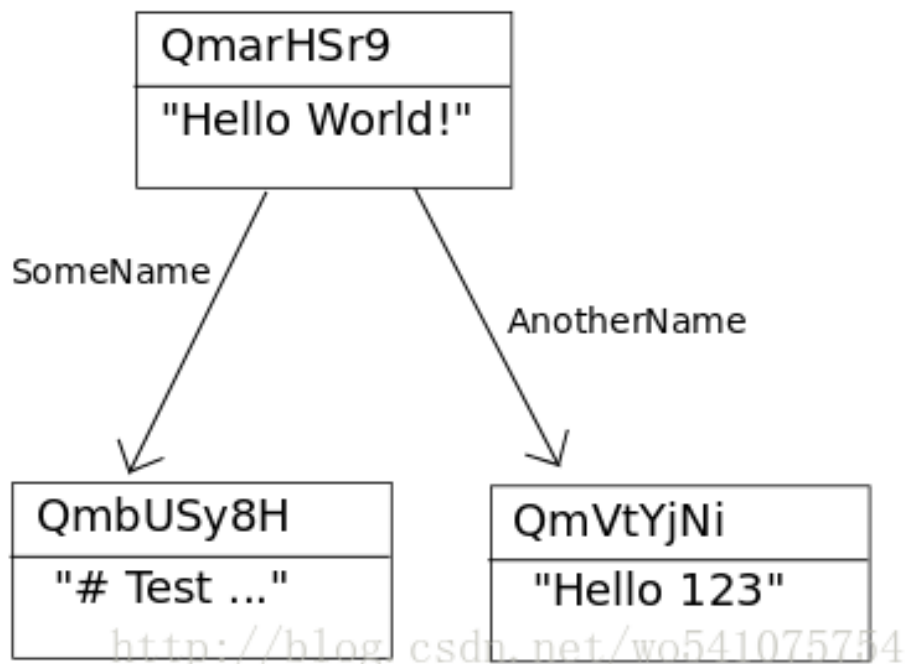 QmarHSr9
"Hello World!"
SomeName
AnotherName
QmbUSy8H
QmVtYjNi
"# Test ..."
"Hello 123"
http://blog.csdn.net/wo541075754